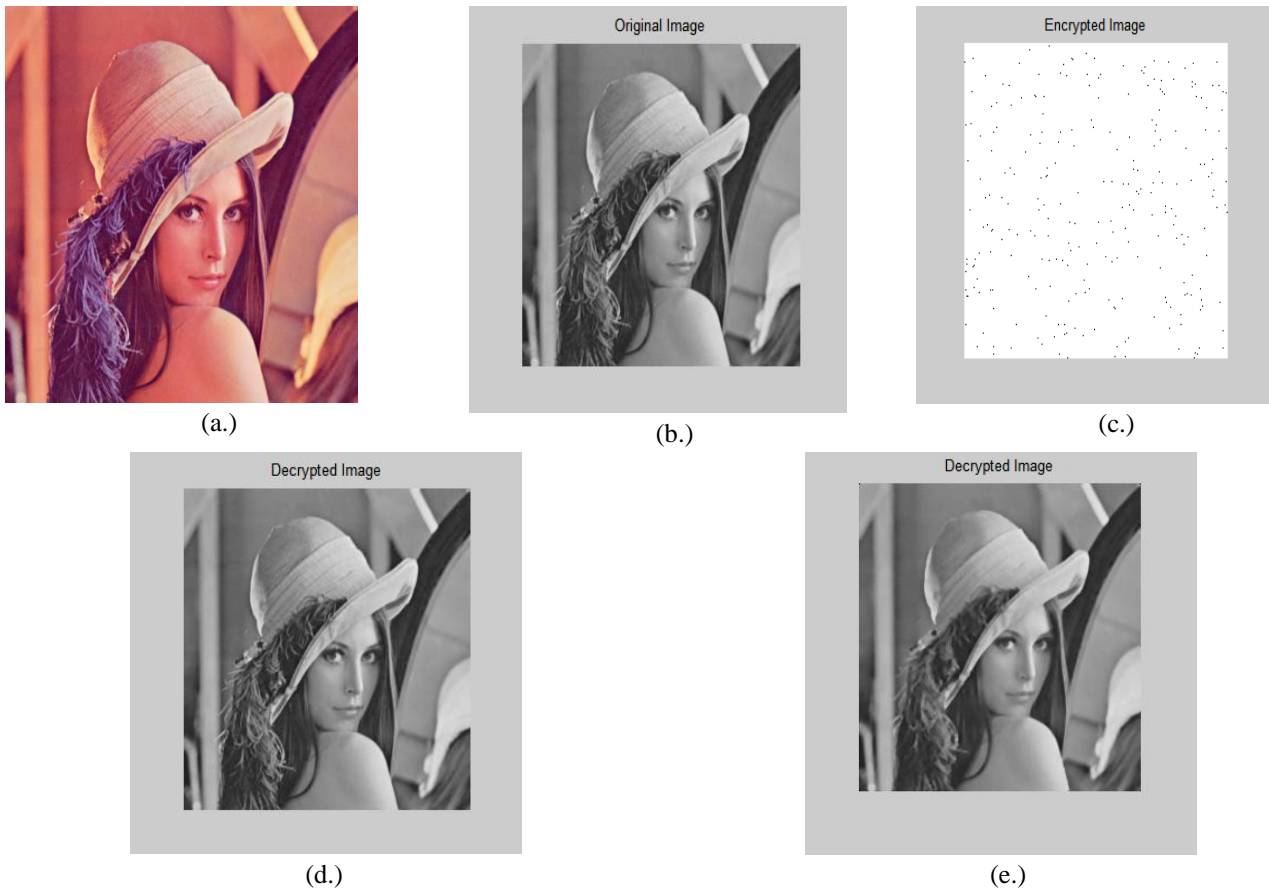 Original Image
Encrypted Image
(a.)
(b.)
(c.)
Decrypted Image
Decrypted Image
(d.)
(e.)